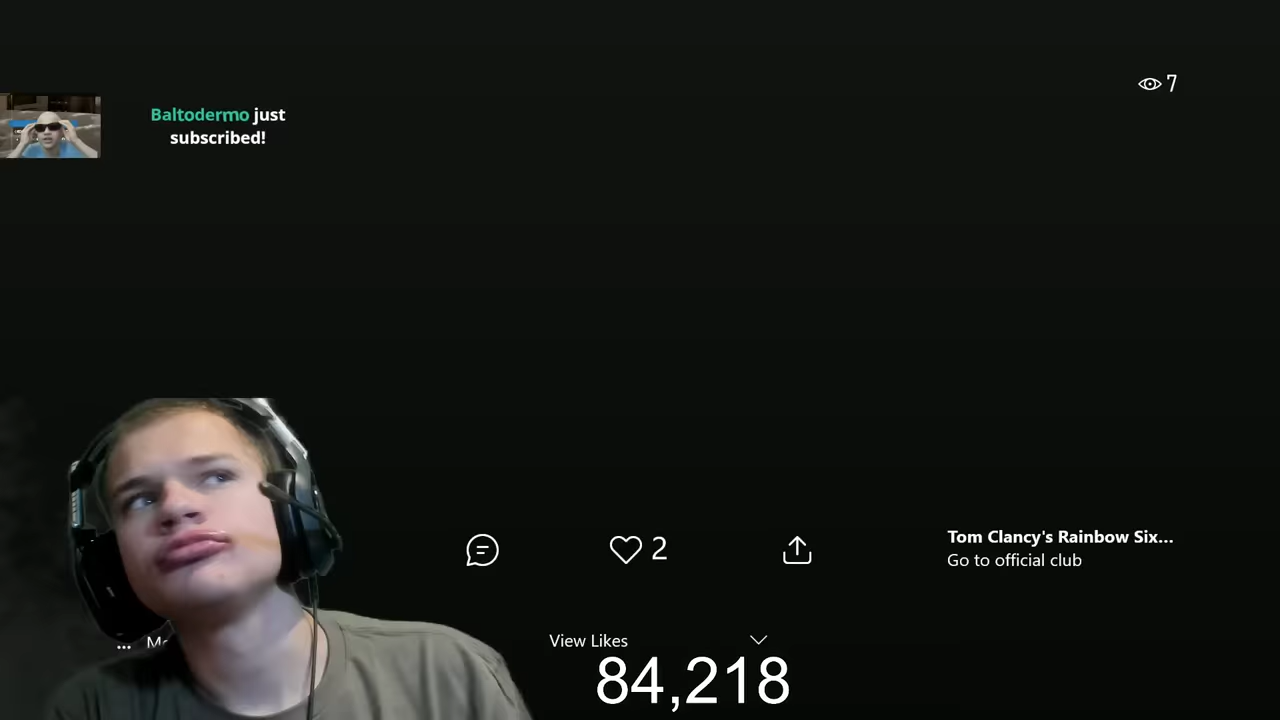 7
Baltodermo just
subscribed!
2
Tom Clancy's Rainbow Six...
Go to official club
...
View Likes
84,218